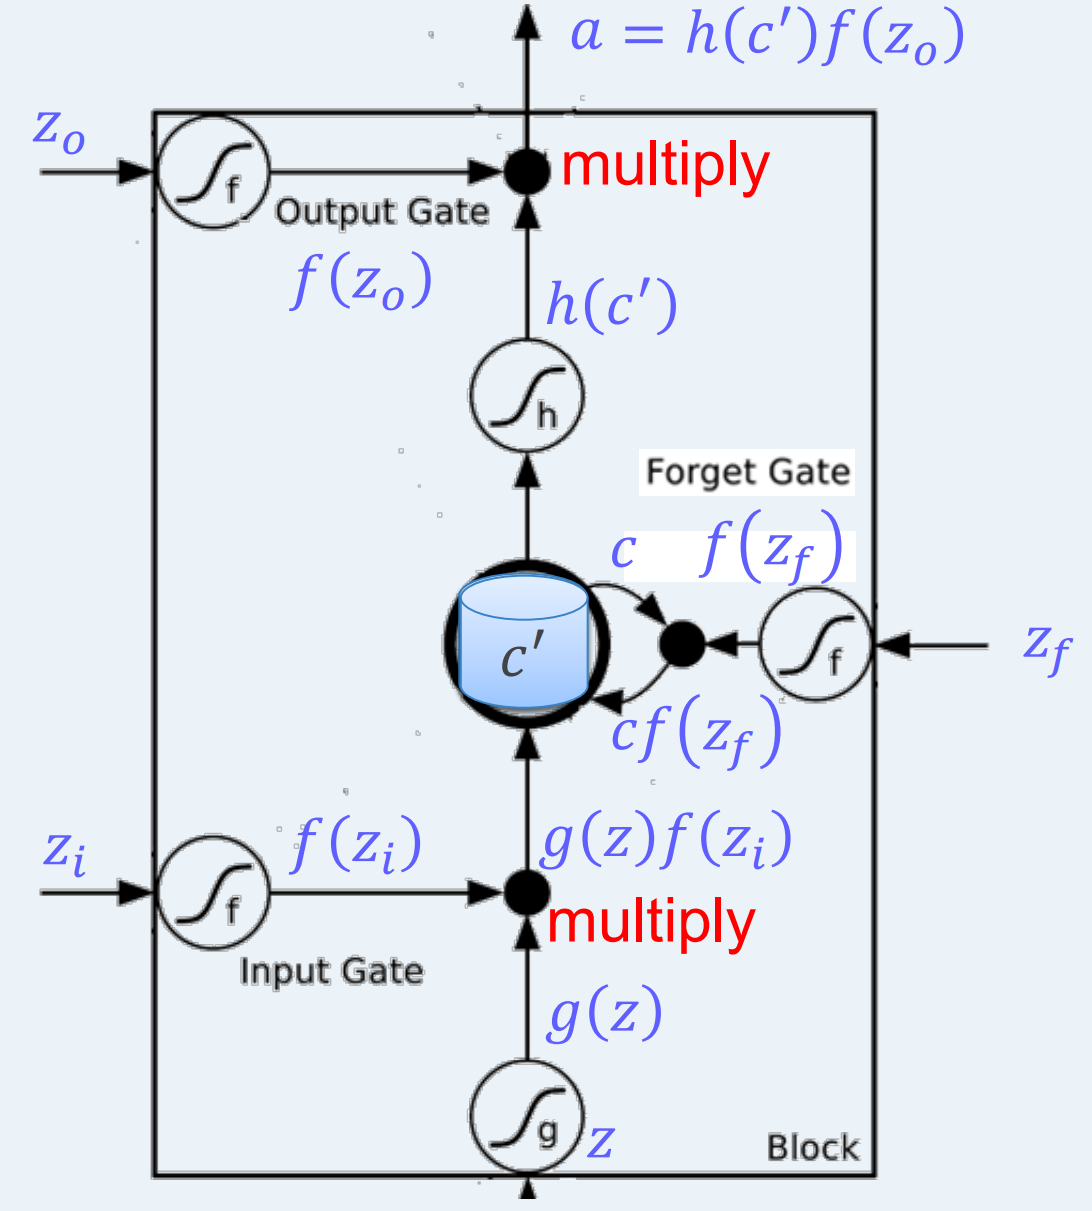 a = h(c′)f(z_o)
z_o
multiply
f
Output Gate
f(z_o)
h(c′)
h
Forget Gate
c f(z_f)
c′
f
z_f
cf(z_f)
z_i
f(z_i)
g(z)f(z_i)
f
multiply
Input Gate
g(z)
g
z
Block